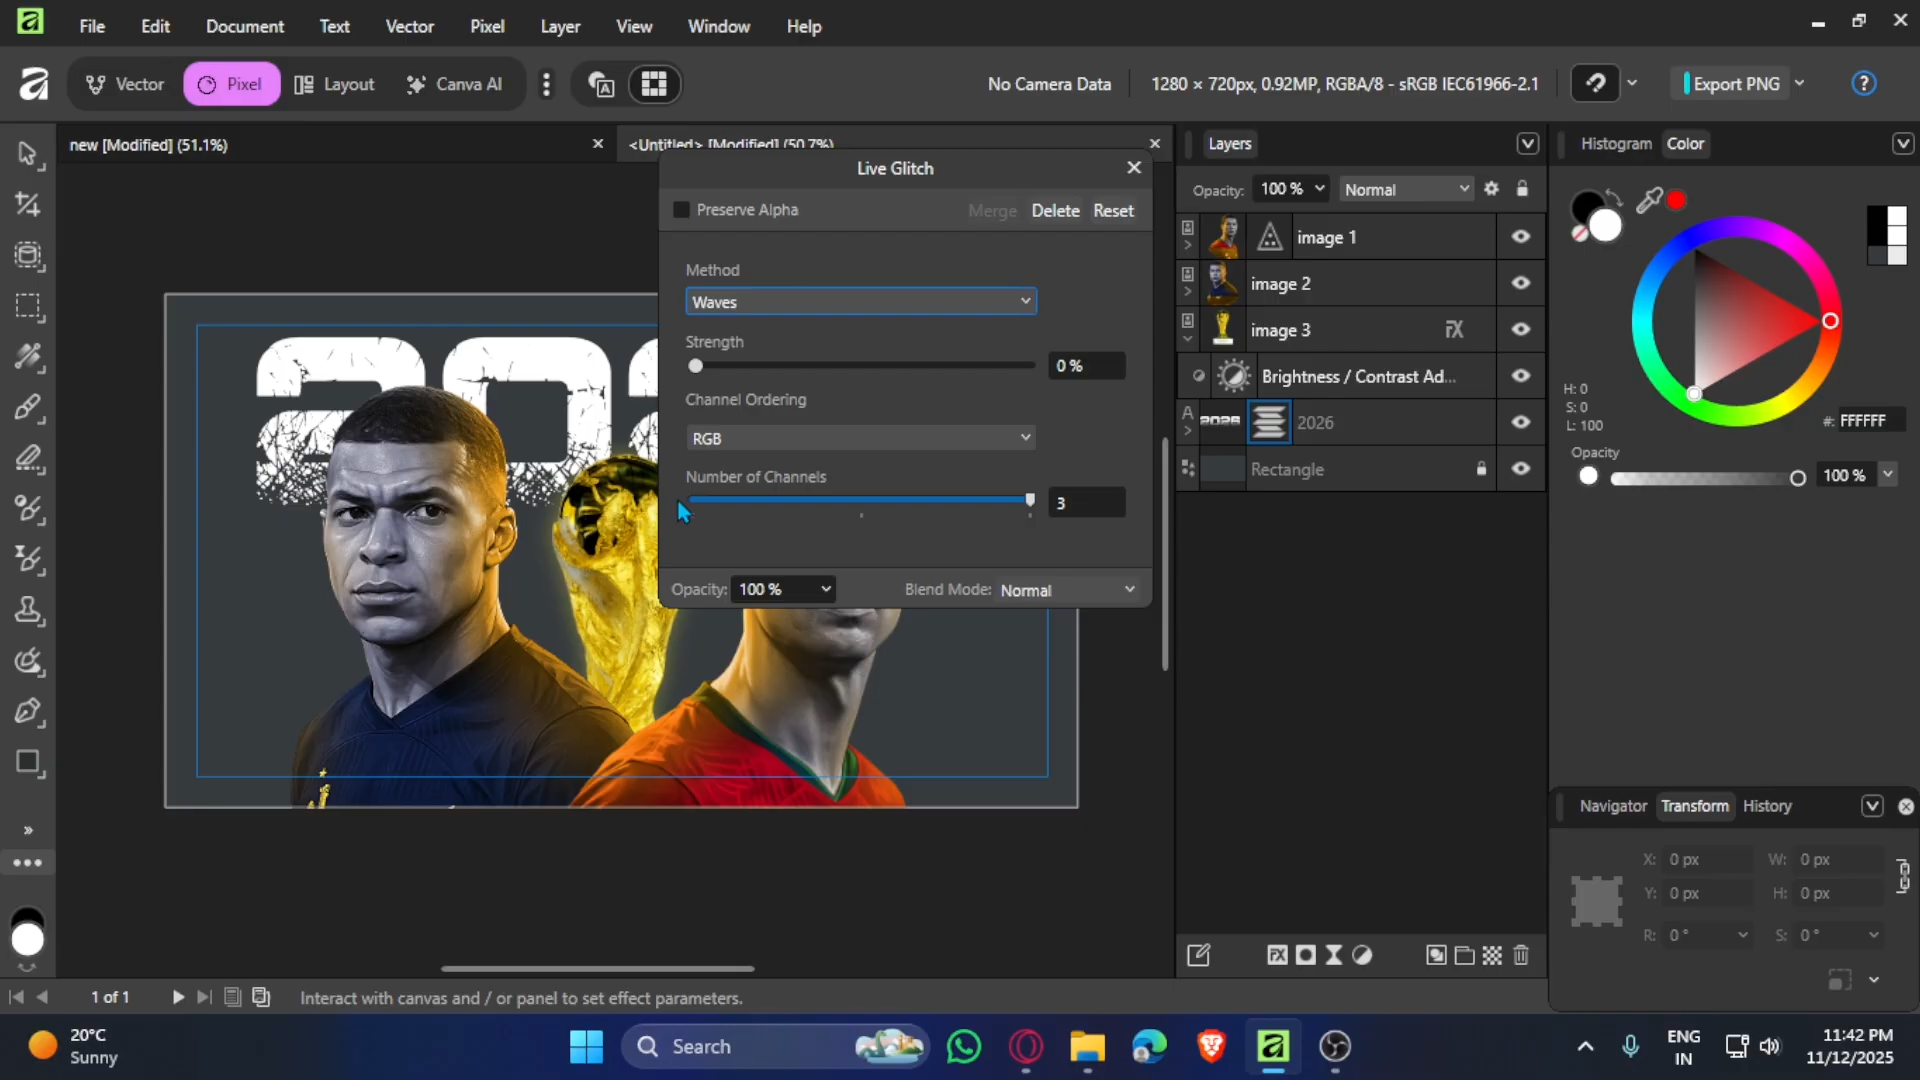 File Edit Document Text Vector Pixel Layer View Window Help
Vector Pixel Layout Canva AI
No Camera Data 1280 × 720px, 0.92MP, RGBA/8 - sRGB IEC61966-2.1 Export PNG
new [Modified] (51.1%) <Untitled> [Modified] (50.7%)
Live Glitch
Preserve Alpha Merge Delete Reset
Method
Waves
Strength
0 %
Channel Ordering
RGB
Number of Channels
3
Opacity: 100 % Blend Mode: Normal
Layers
Opacity: 100 % Normal
image 1
image 2
image 3
Brightness / Contrast Ad...
2026 2026
Rectangle
Histogram Color
H: 0
S: 0
L: 100
#: FFFFFF
Opacity
100 %
Navigator Transform History
X: 0 px W: 0 px
Y: 0 px H: 0 px
R: 0 ° S: 0 °
1 of 1 Interact with canvas and / or panel to set effect parameters.
20°C
Sunny
Search
ENG
IN
11:42 PM
11/12/2025